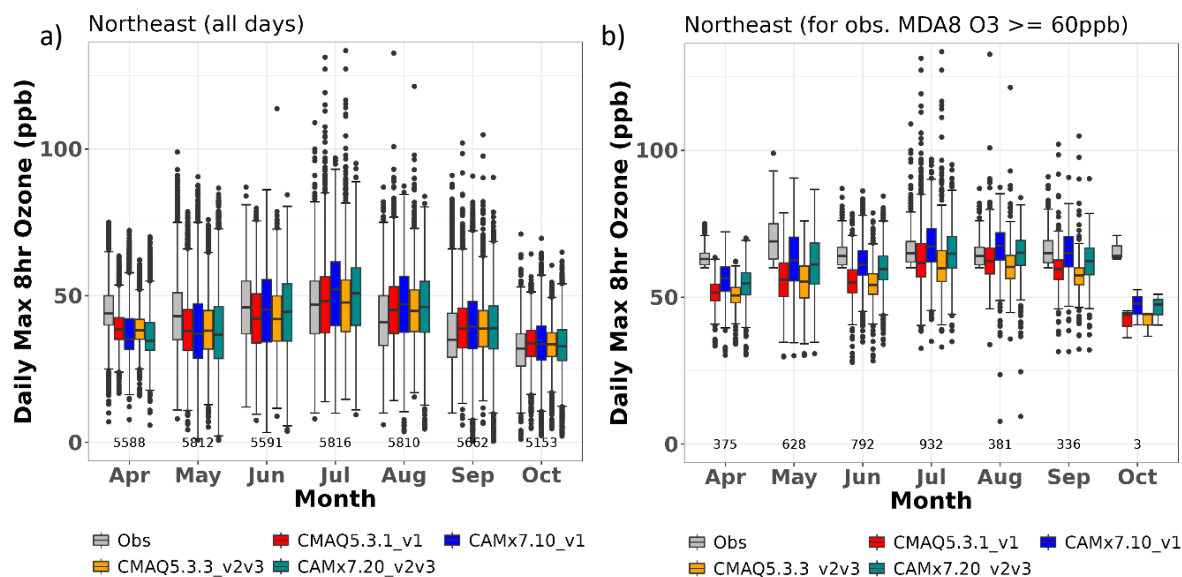 a)
Northeast (all days)
Daily Max 8hr Ozone (ppb)
100
50
0
5588 5812 5591 5816 5810 5662 5153
Apr May Jun Jul Aug Sep Oct
Month
Obs CMAQ5.3.1_v1 CAMx7.10_v1
CMAQ5.3.3_v2v3 CAMx7.20_v2v3
b)
Northeast (for obs. MDA8 O3 >= 60ppb)
Daily Max 8hr Ozone (ppb)
100
50
0
375 628 792 932 381 336 3
Apr May Jun Jul Aug Sep Oct
Month
Obs CMAQ5.3.1_v1 CAMx7.10_v1
CMAQ5.3.3_v2v3 CAMx7.20_v2v3